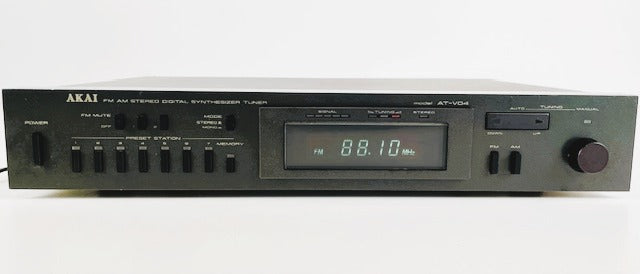 AKAI FM AM STEREO DIGITAL SYNTHESIZER TUNER
model AT-V04
POWER
FM MUTE
OFF
MODE
STEREO
MONO
PRESET STATION
1 2 3 4 5 6 7 MEMORY
SIGNAL
TUNING
STEREO
FM 88.10 MHz
AUTO TUNING MANUAL
DOWN UP
FM AM